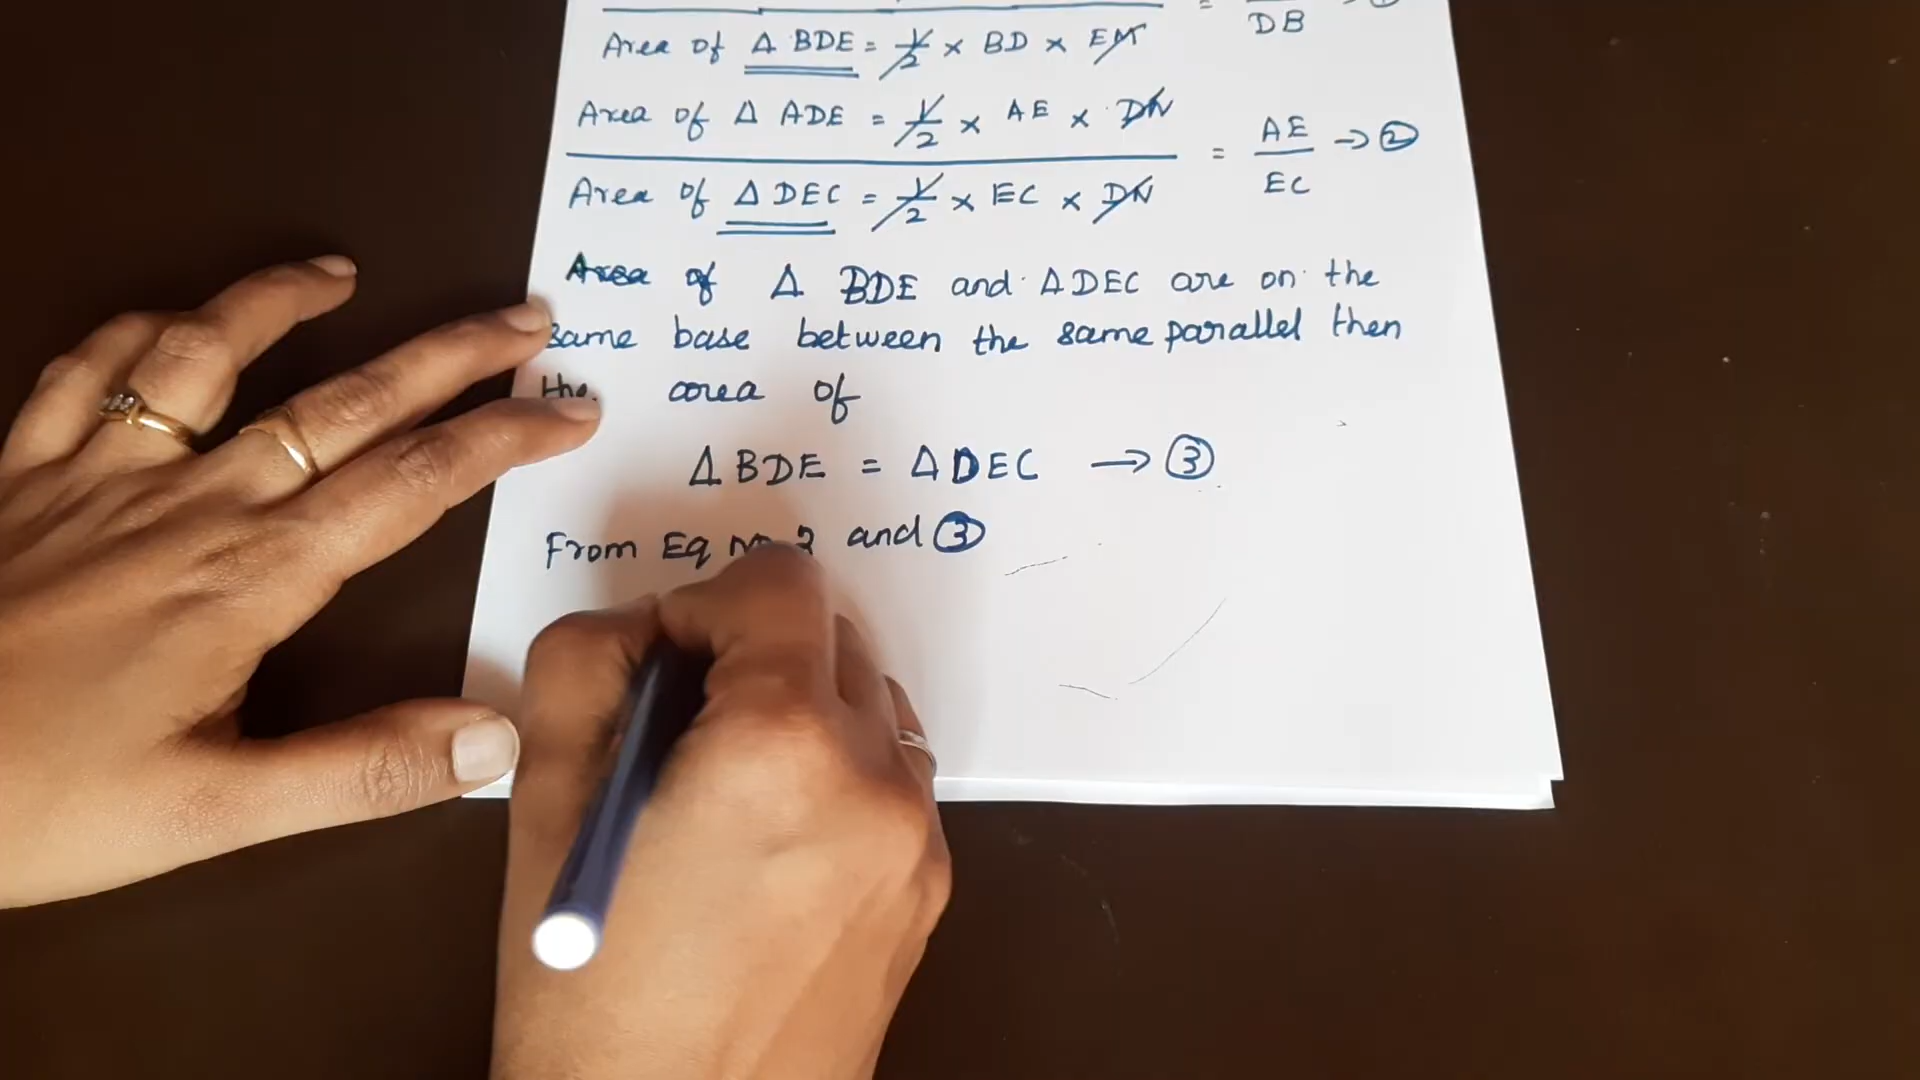 DB
Area of Δ BDE = 1/2 × BD × EM
Area of Δ ADE = 1/2 × AE × DN
= AE/EC → ②
Area of Δ DEC = 1/2 × EC × DN
Area of Δ BDE and Δ DEC are on the
same base between the same parallel then
the area of
Δ BDE = Δ DEC → ③
From Eq and ③